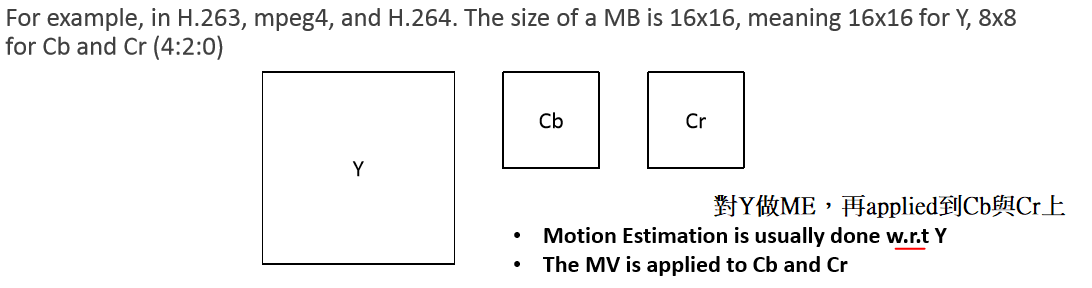 For example, in H.263, mpeg4, and H.264. The size of a MB is 16x16, meaning 16x16 for Y, 8x8
for Cb and Cr (4:2:0)
Y
Cb
Cr
對Y做ME，再applied到Cb與Cr上
• Motion Estimation is usually done w.r.t Y
• The MV is applied to Cb and Cr